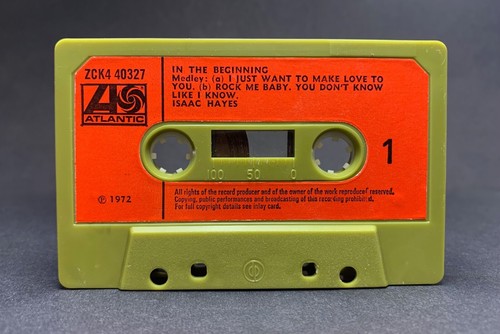 ZCK4 40327
ATLANTIC
℗ 1972
IN THE BEGINNING
Medley: (a) I JUST WANT TO MAKE LOVE TO
YOU. (b) ROCK ME BABY. YOU DON'T KNOW
LIKE I KNOW.
ISAAC HAYES
1
100 50 0
All rights of the record producer and of the owner of the work reproduced reserved.
Copying, public performances and broadcasting of this recording prohibited.
For full copyright details see inlay card.